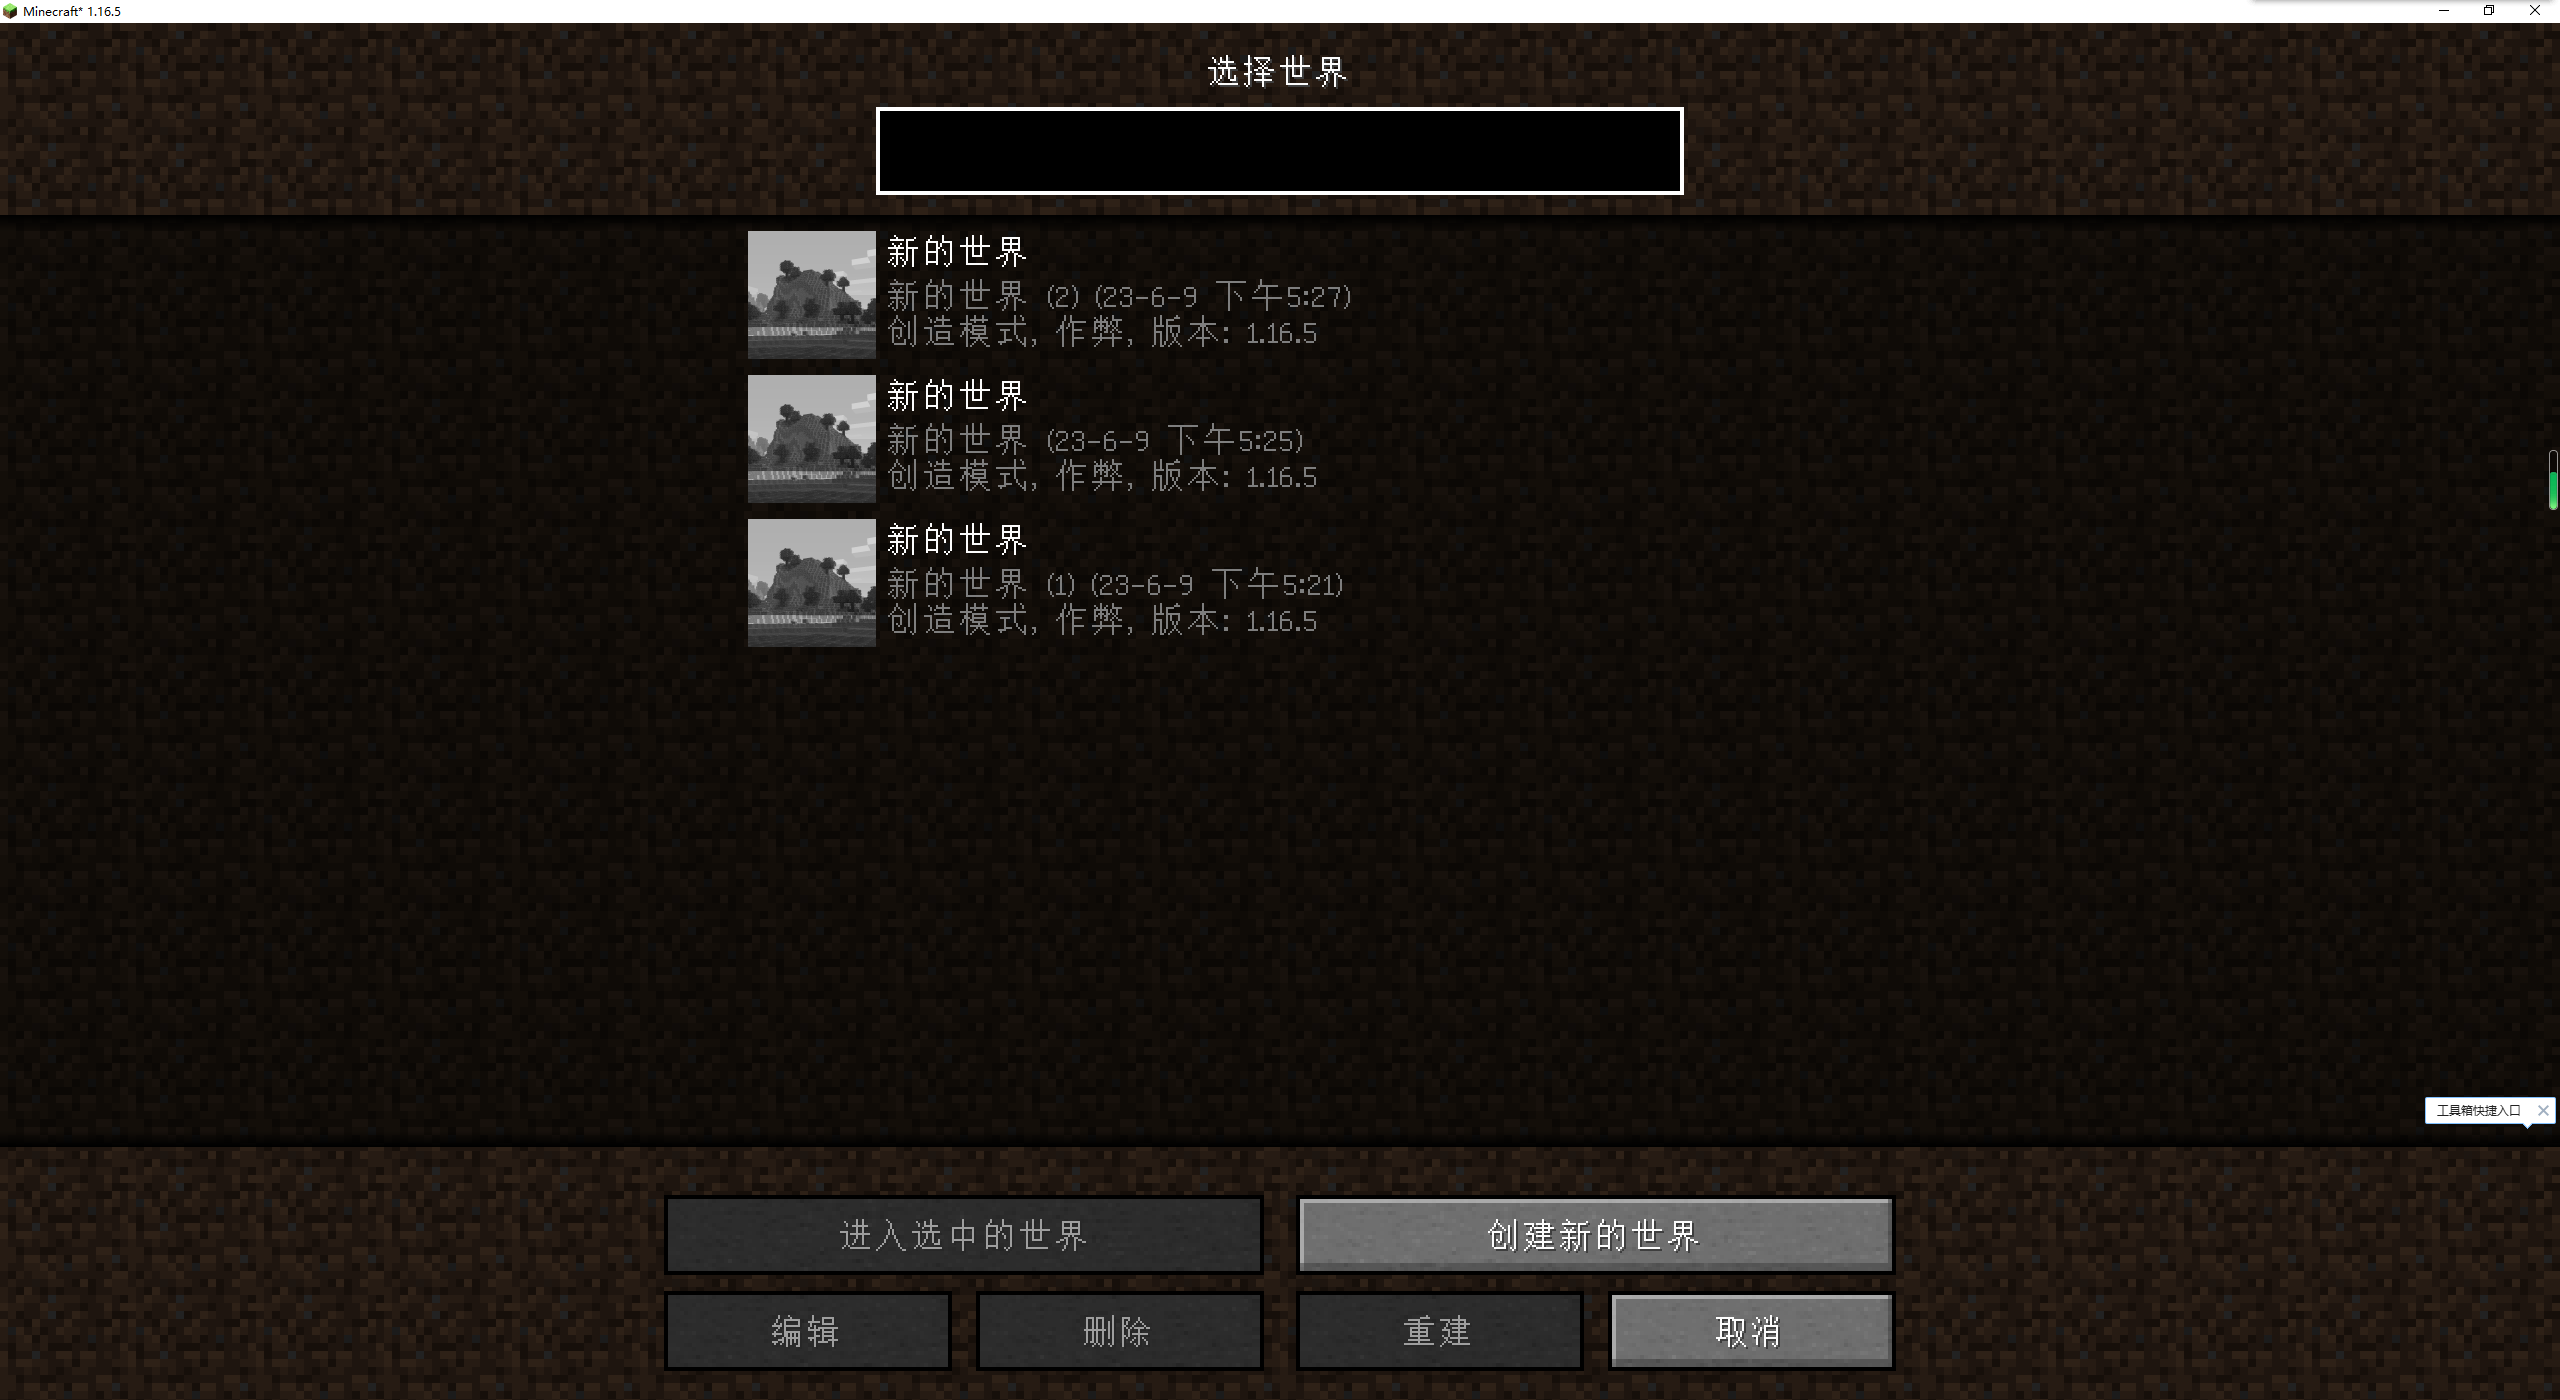 Minecraft* 1.16.5
选择世界
新的世界
新的世界 (2) (23-6-9 下午5:27)
创造模式, 作弊, 版本: 1.16.5
新的世界
新的世界 (23-6-9 下午5:25)
创造模式, 作弊, 版本: 1.16.5
新的世界
新的世界 (1) (23-6-9 下午5:21)
创造模式, 作弊, 版本: 1.16.5
工具箱快捷入口
进入选中的世界
创建新的世界
编辑
删除
重建
取消